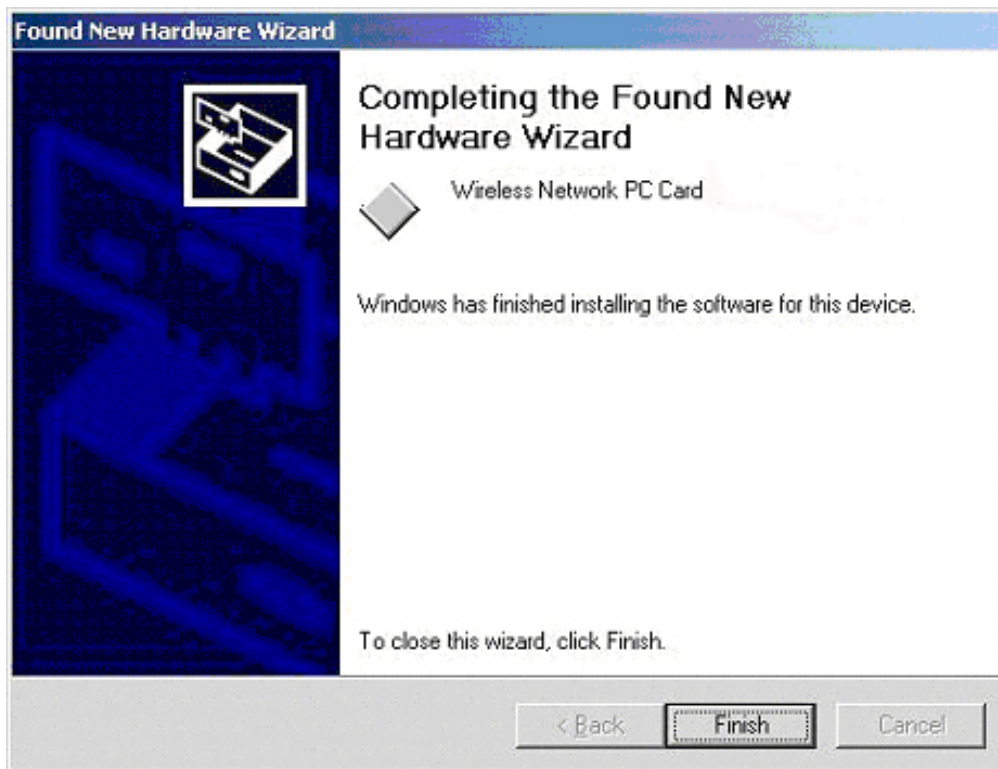 Found New Hardware Wizard
Completing the Found New
Hardware Wizard
Wireless Network PC Card
Windows has finished installing the software for this device.
To close this wizard, click Finish.
< Back
Finish
Cancel